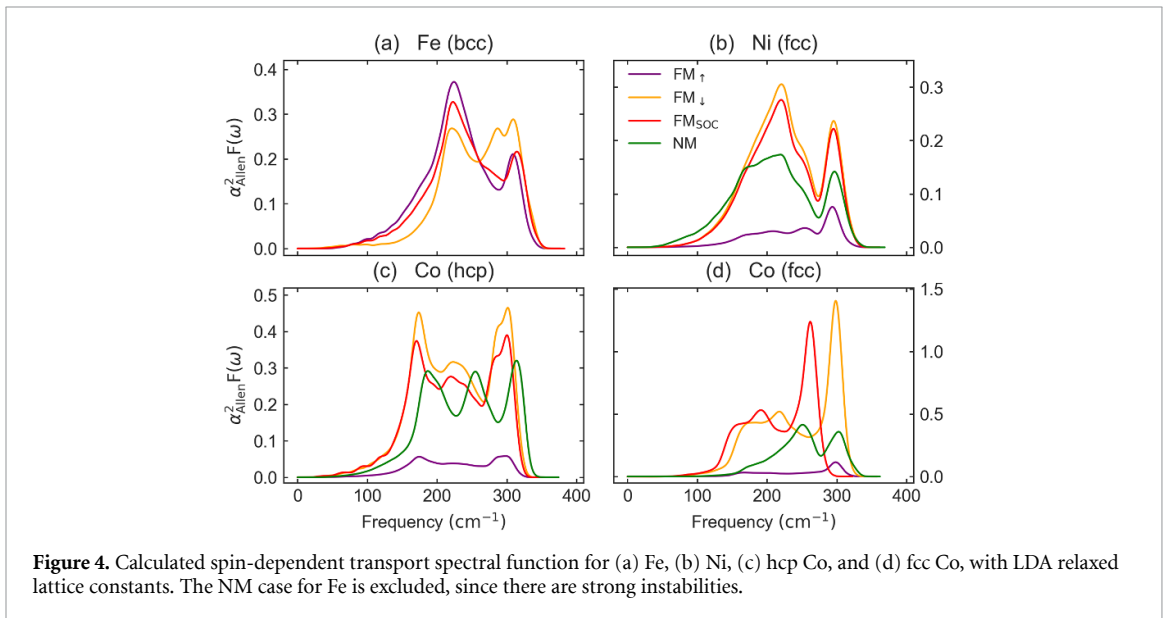 (a) Fe (bcc)
(b) Ni (fcc)
0.4
0.3
0.2
0.1
0.0
α²AllenF(ω)
FM↑
FM↓
FMSOC
NM
0.3
0.2
0.1
0.0
(c) Co (hcp)
(d) Co (fcc)
0.5
0.4
0.3
0.2
0.1
0.0
α²AllenF(ω)
0 100 200 300 400
Frequency (cm⁻¹)
1.5
1.0
0.5
0.0
0 100 200 300 400
Frequency (cm⁻¹)
Figure 4. Calculated spin-dependent transport spectral function for (a) Fe, (b) Ni, (c) hcp Co, and (d) fcc Co, with LDA relaxed
lattice constants. The NM case for Fe is excluded, since there are strong instabilities.